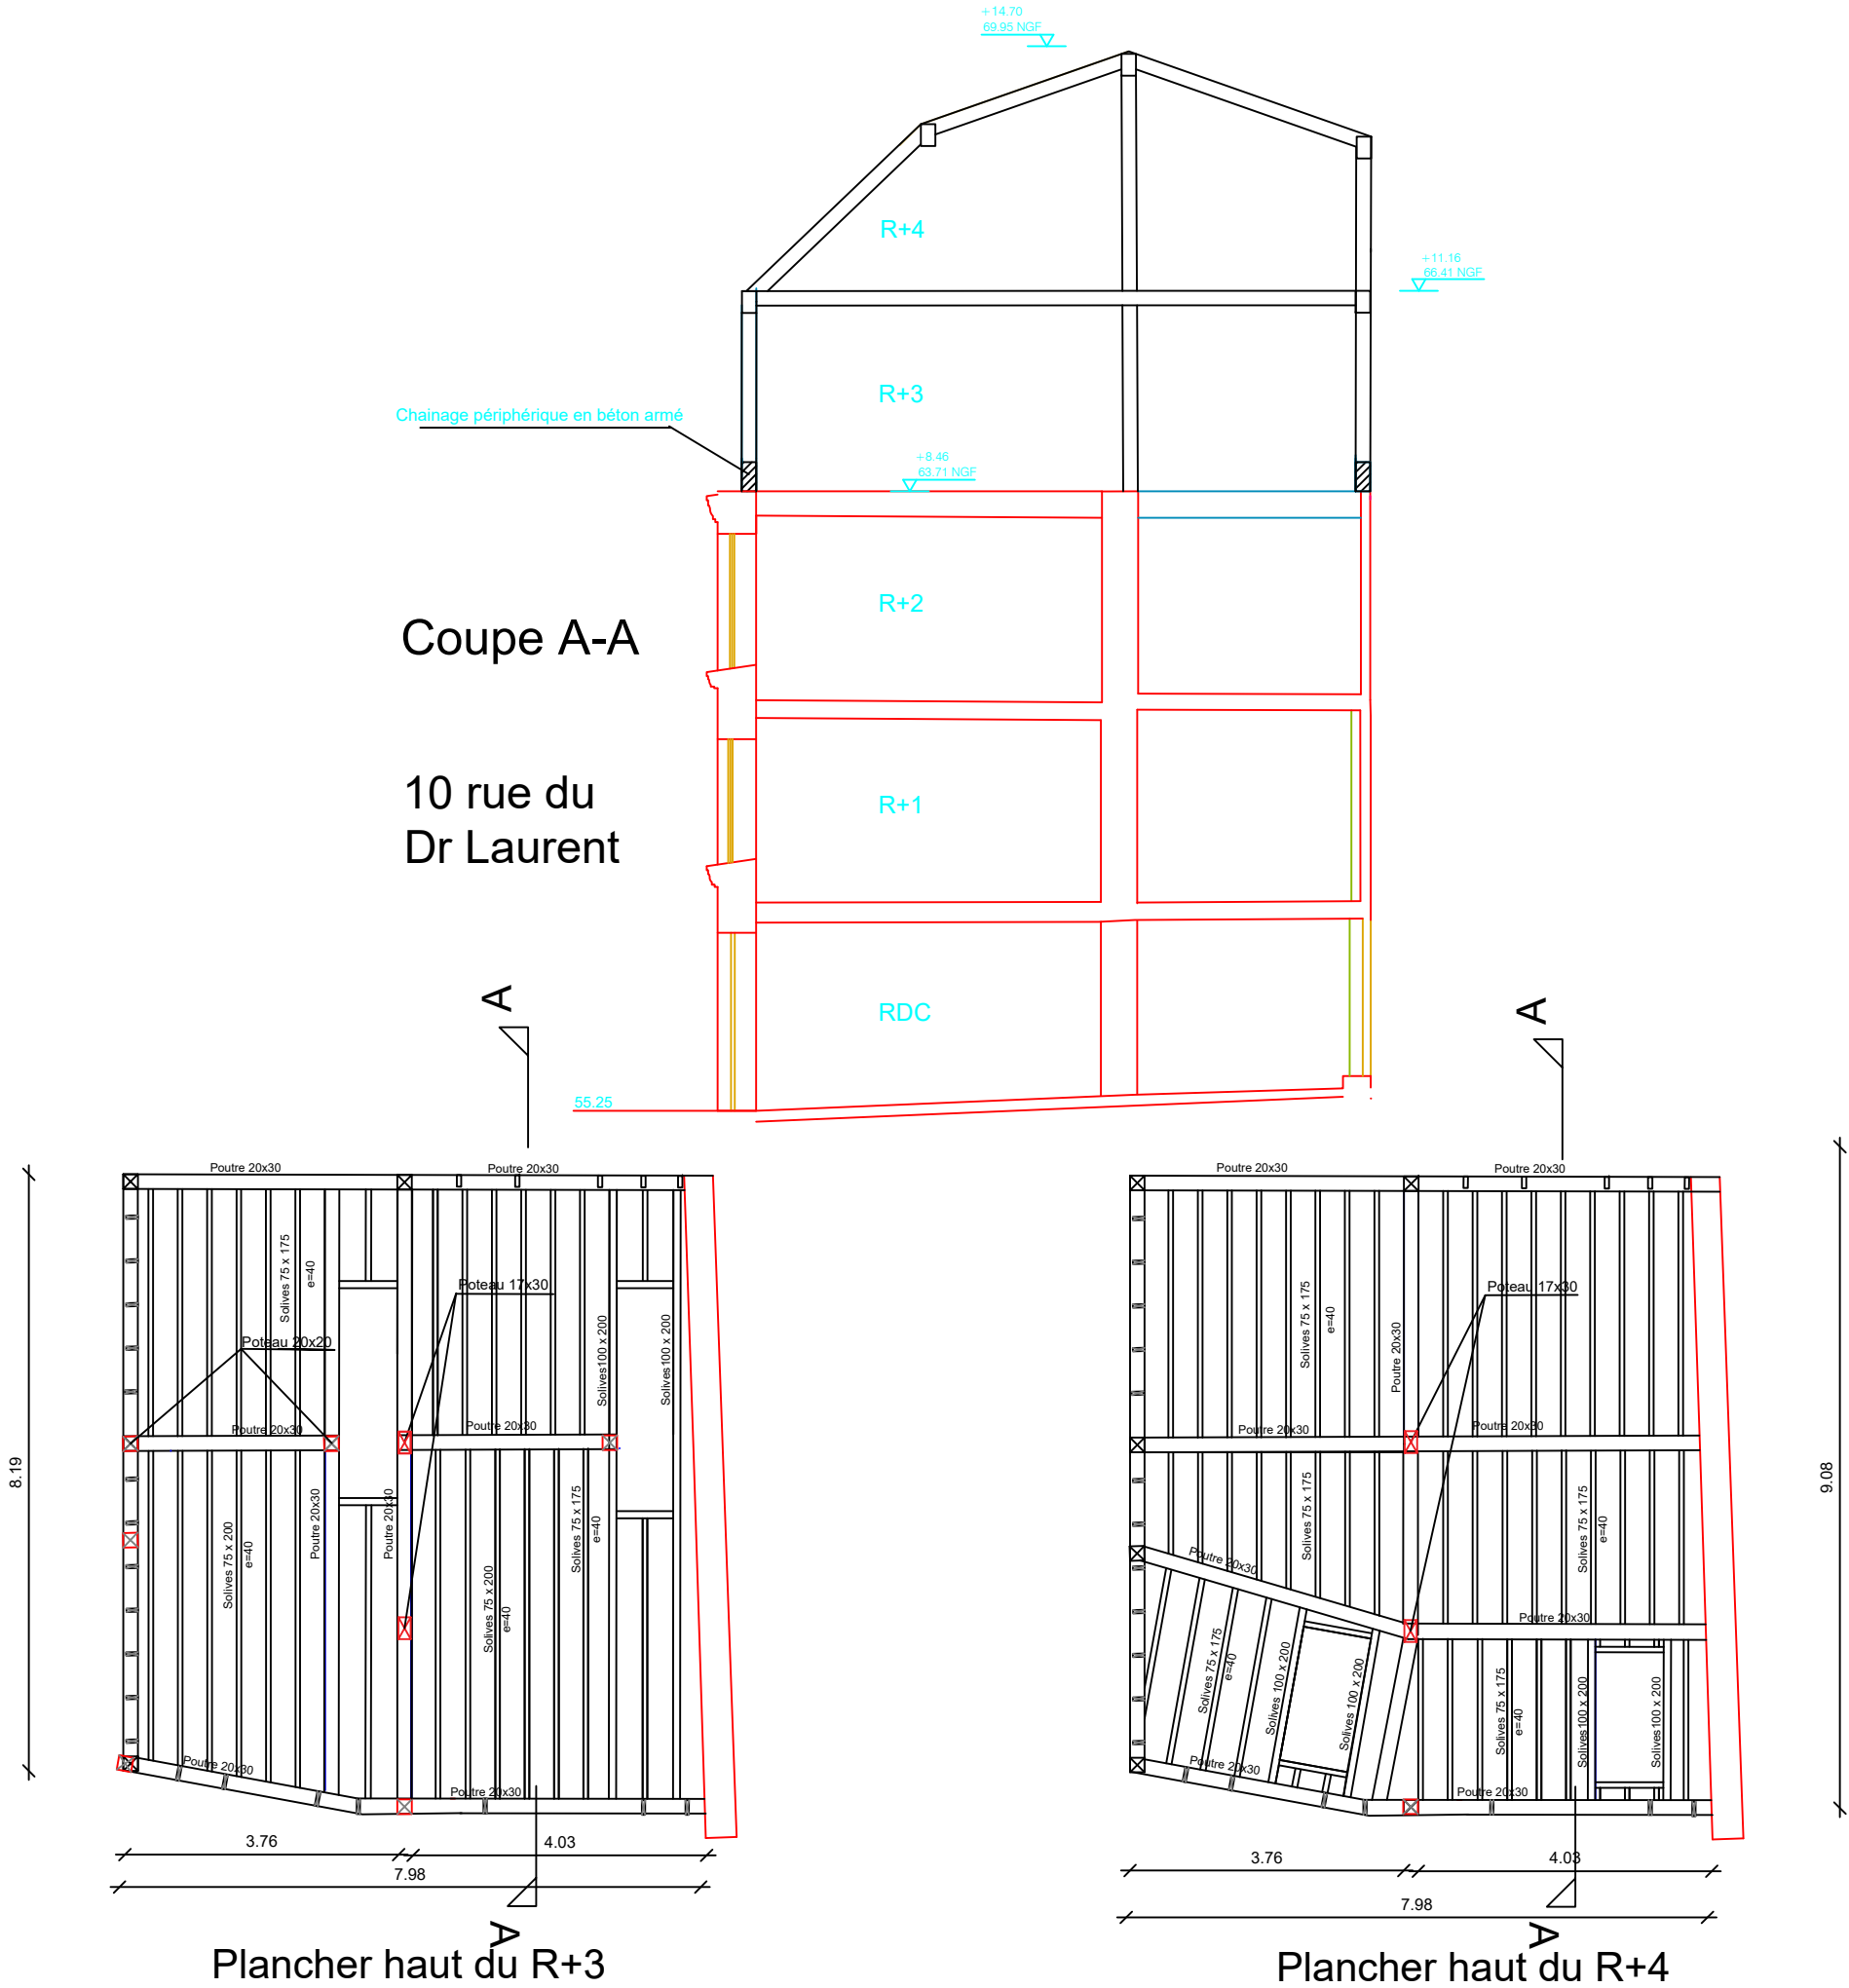 +14.70
69.95 NGF
R+4
+11.16
66.41 NGF
R+3
Chainage périphérique en béton armé
+8.46
63.71 NGF
R+2
Coupe A-A
10 rue du
Dr Laurent
R+1
RDC
A
A
55.25
Poutre 20x30
Poutre 20x30
Solives 75 x 175
e=40
Poteau 17x30
Poteau 20x20
Solives100 x 200
Solives 100 x 200
Poutre 20x30
Poutre 20x30
8.19
Solives 75 x 200
e=40
Poutre 20x30
Poutre 20x30
Solives 75 x 200
e=40
Solives 75 x 175
e=40
Poutre 20x30
Poutre 20x30
3.76
4.03
7.98
A
Plancher haut du R+3
Poutre 20x30
Poutre 20x30
Solives 75 x 175
e=40
Poteau 17x30
Poutre 20x30
Poutre 20x30
Poutre 20x30
9.08
Solives 75 x 175
Solives 75 x 175
e=40
Poutre 20x30
Poutre 20x30
Solives 75 x 175
e=40
Solives 100 x 200
Solives 100 x 200
Solives 75 x 175
e=40
Solives100 x 200
Solives100 x 200
Poutre 20x30
Poutre 20x30
3.76
4.03
7.98
A
Plancher haut du R+4